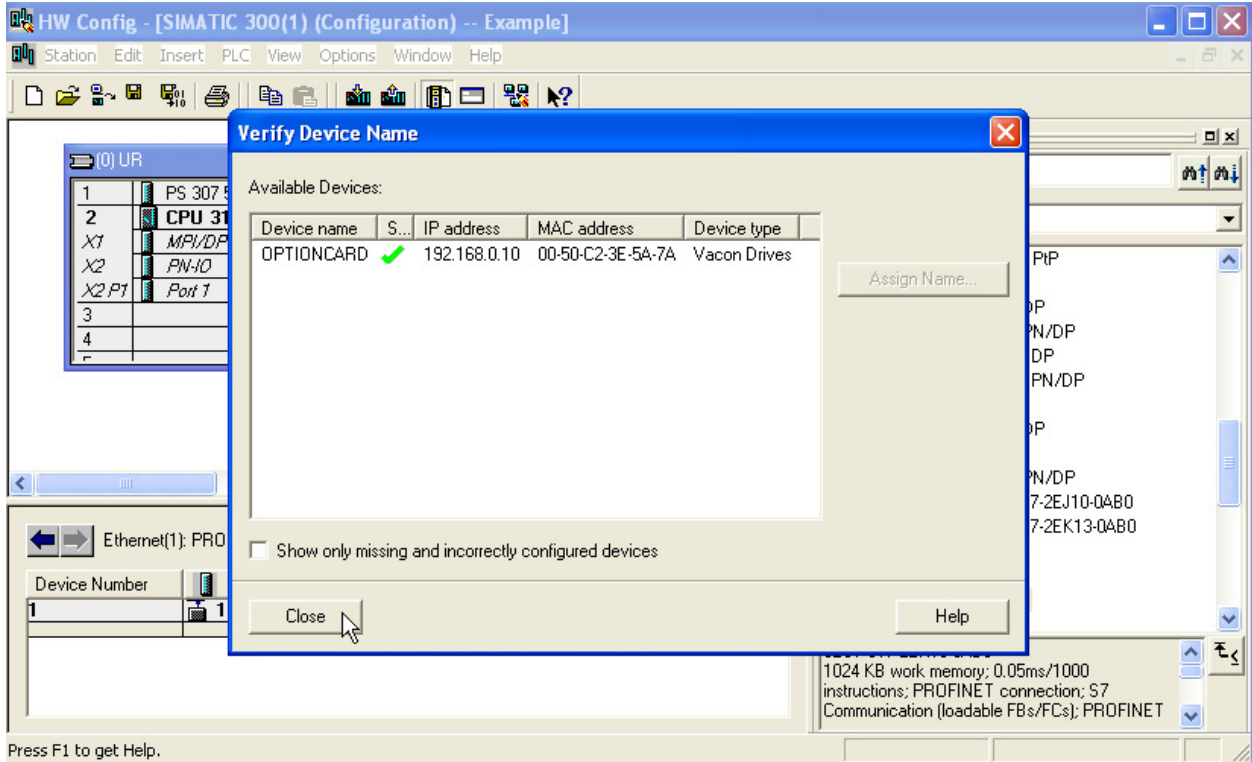 HW Config - [SIMATIC 300(1) (Configuration) -- Example]
Station Edit Insert PLC View Options Window Help
Verify Device Name
(0) UR
1 PS 307 5
2 CPU 31
X1 MPI/DP
X2 PN-IO
X2 P1 Port 1
3
4
Available Devices:
Device name S... IP address MAC address Device type
OPTIONCARD 192.168.0.10 00-50-C2-3E-5A-7A Vacon Drives
Assign Name...
PtP
DP
PN/DP
DP
PN/DP
DP
PN/DP
7-2EJ10-0AB0
7-2EK13-0AB0
Show only missing and incorrectly configured devices
Close Help
Ethernet(1): PRO
Device Number
1 1
1024 KB work memory; 0.05ms/1000
instructions; PROFINET connection; S7
Communication (loadable FBs/FCs); PROFINET
Press F1 to get Help.